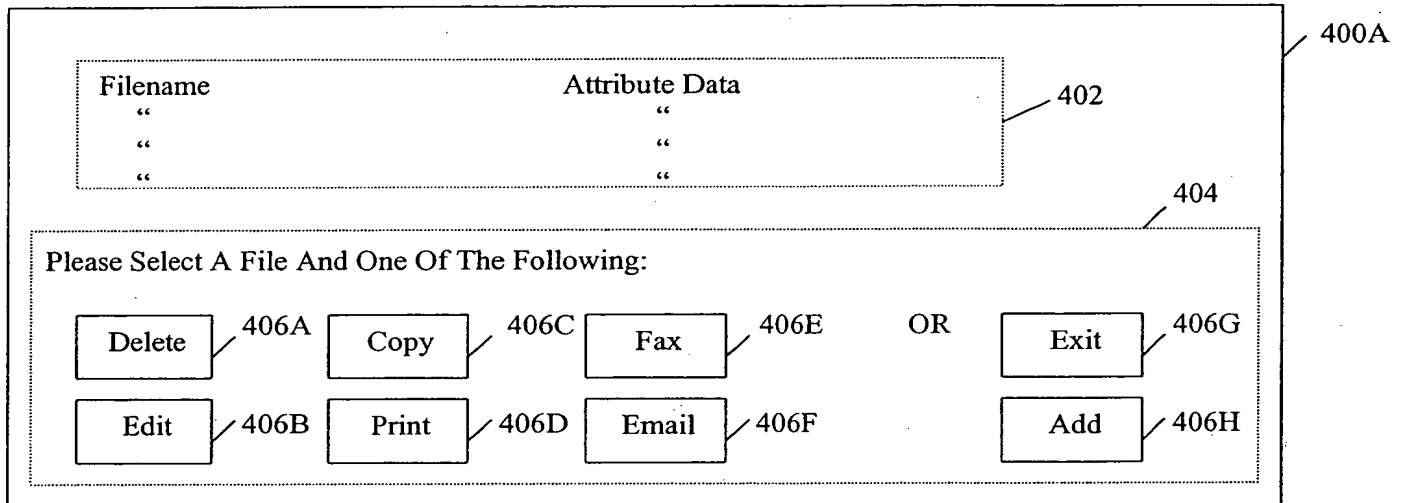 400A
Filename Attribute Data
“ “
402
“ “
“ “
404
Please Select A File And One Of The Following:
Delete 406A Copy 406C Fax 406E OR Exit 406G
Edit 406B Print 406D Email 406F Add 406H